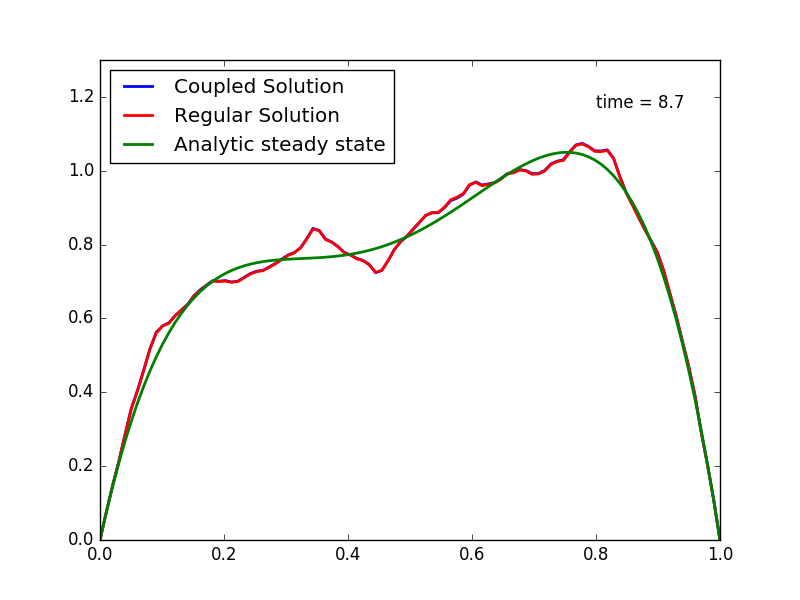 1.2
1.0
0.8
0.6
0.4
0.2
0.0
Coupled Solution
Regular Solution
Analytic steady state
time = 8.7
0.0 0.2 0.4 0.6 0.8 1.0